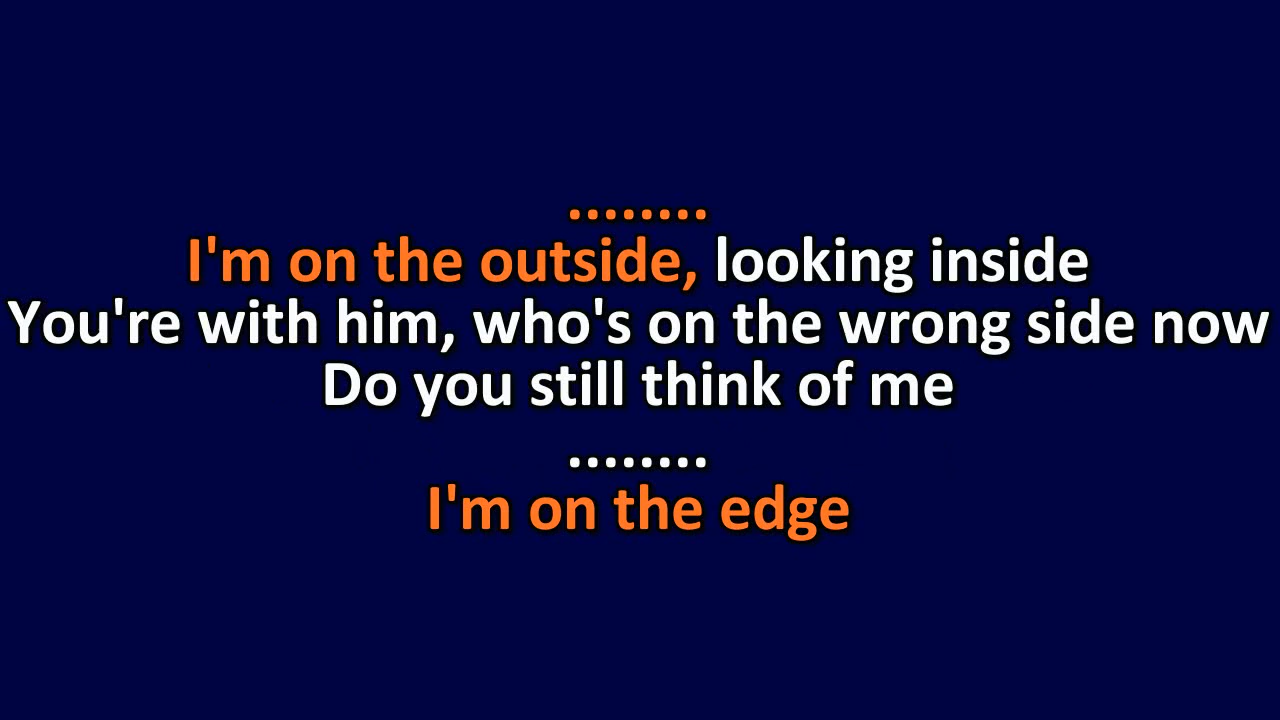 ........
I'm on the outside, looking inside
You're with him, who's on the wrong side now
Do you still think of me
........
I'm on the edge